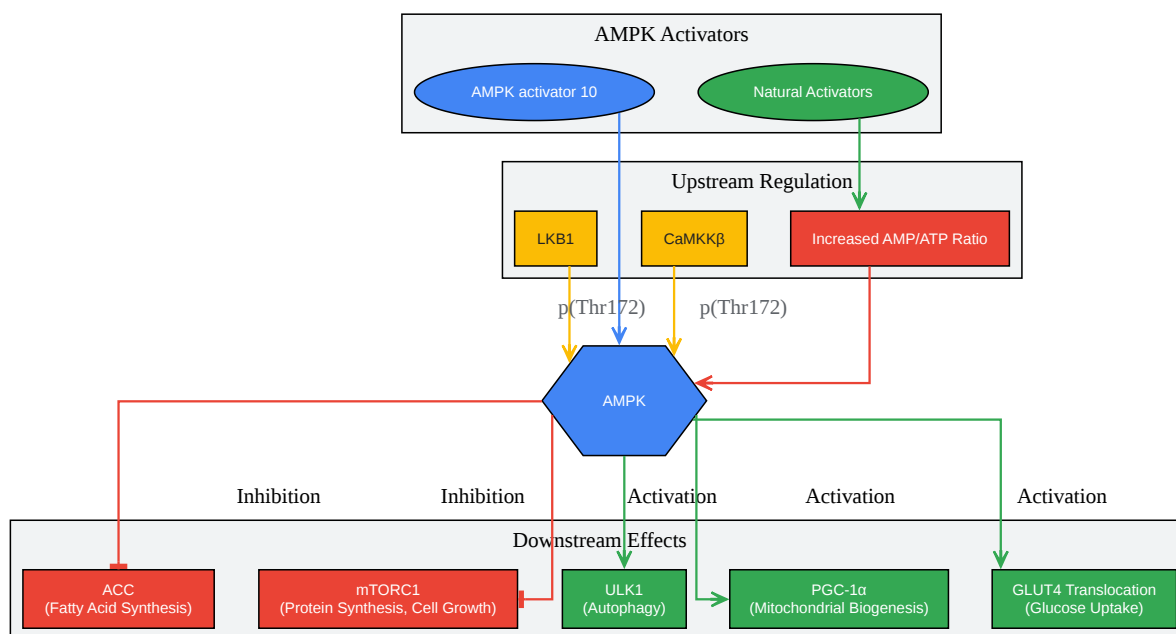 AMPK Activators
AMPK activator 10
Natural Activators
Upstream Regulation
LKB1
CaMKKβ
Increased AMP/ATP Ratio
p(Thr172)
p(Thr172)
AMPK
Inhibition
Inhibition
Activation
Activation
Activation
Downstream Effects
ACC
(Fatty Acid Synthesis)
mTORC1
(Protein Synthesis, Cell Growth)
ULK1
(Autophagy)
PGC-1α
(Mitochondrial Biogenesis)
GLUT4 Translocation
(Glucose Uptake)